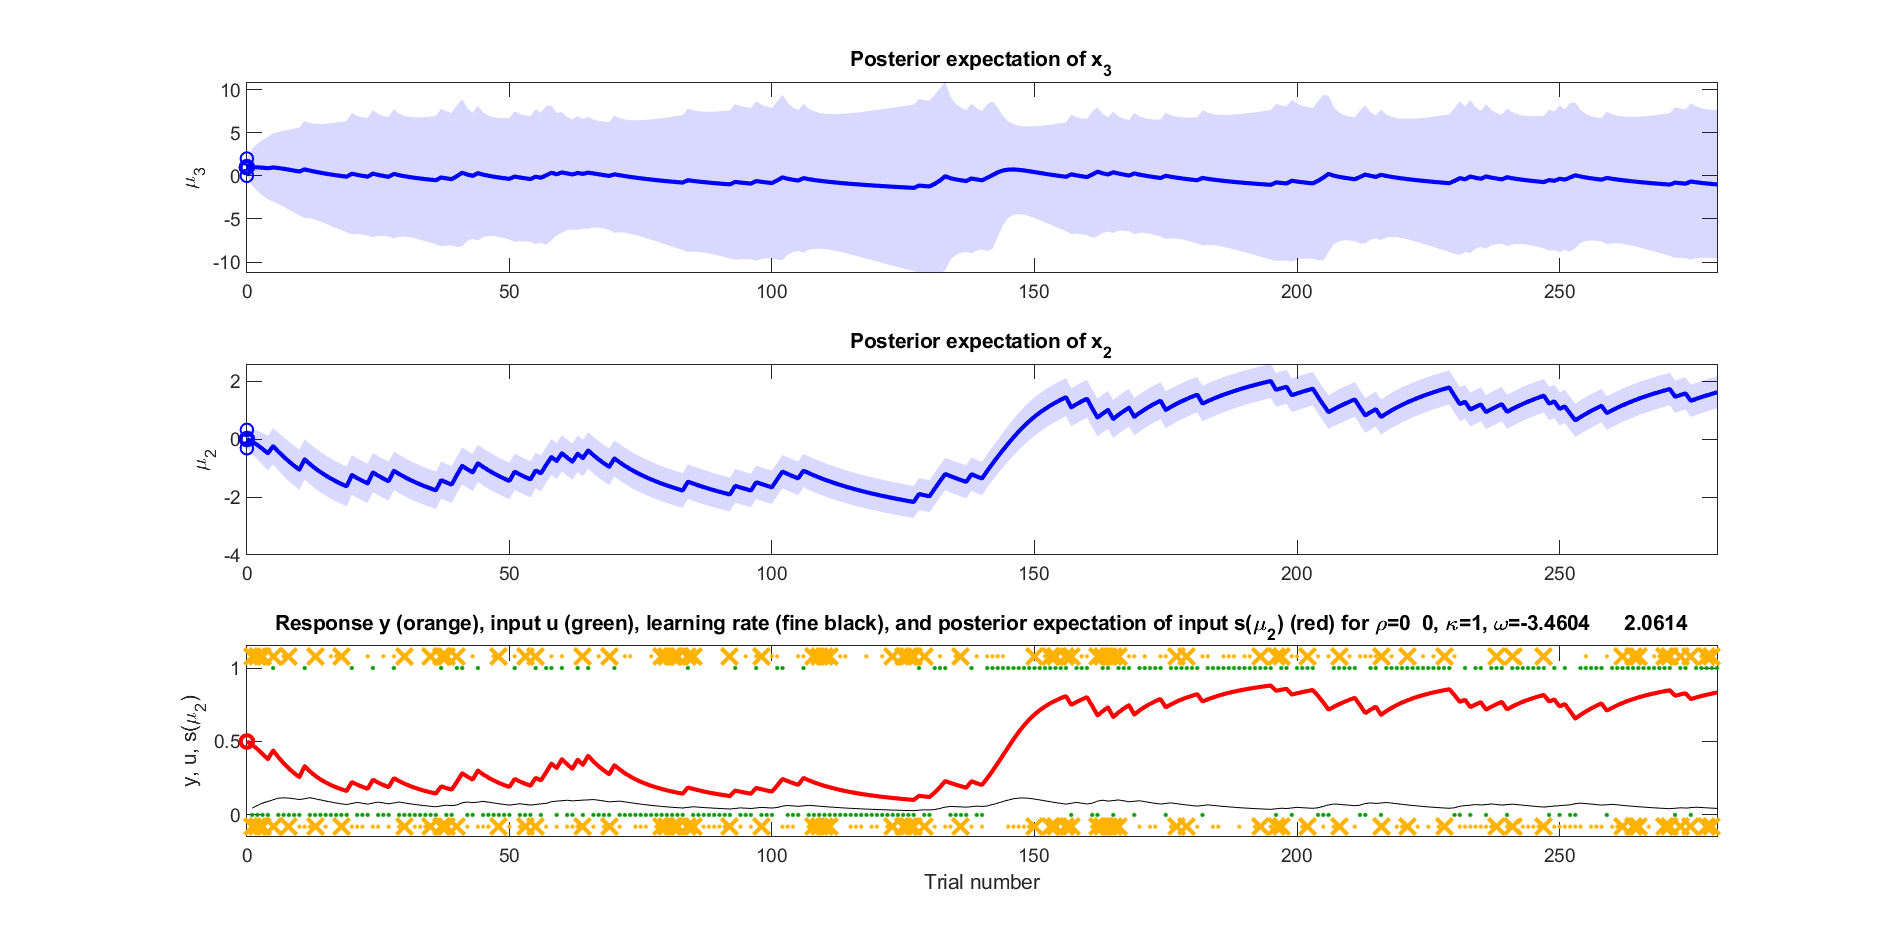 Posterior expectation of x3
10
5
0
-5
-10
μ3
0 50 100 150 200 250
Posterior expectation of x2
2
0
-2
-4
μ2
0 50 100 150 200 250
Response y (orange), input u (green), learning rate (fine black), and posterior expectation of input s(μ2) (red) for ρ=0 0, κ=1, ω=-3.4604 2.0614
1
0.5
0
y, u, s(μ2)
0 50 100 150 200 250
Trial number